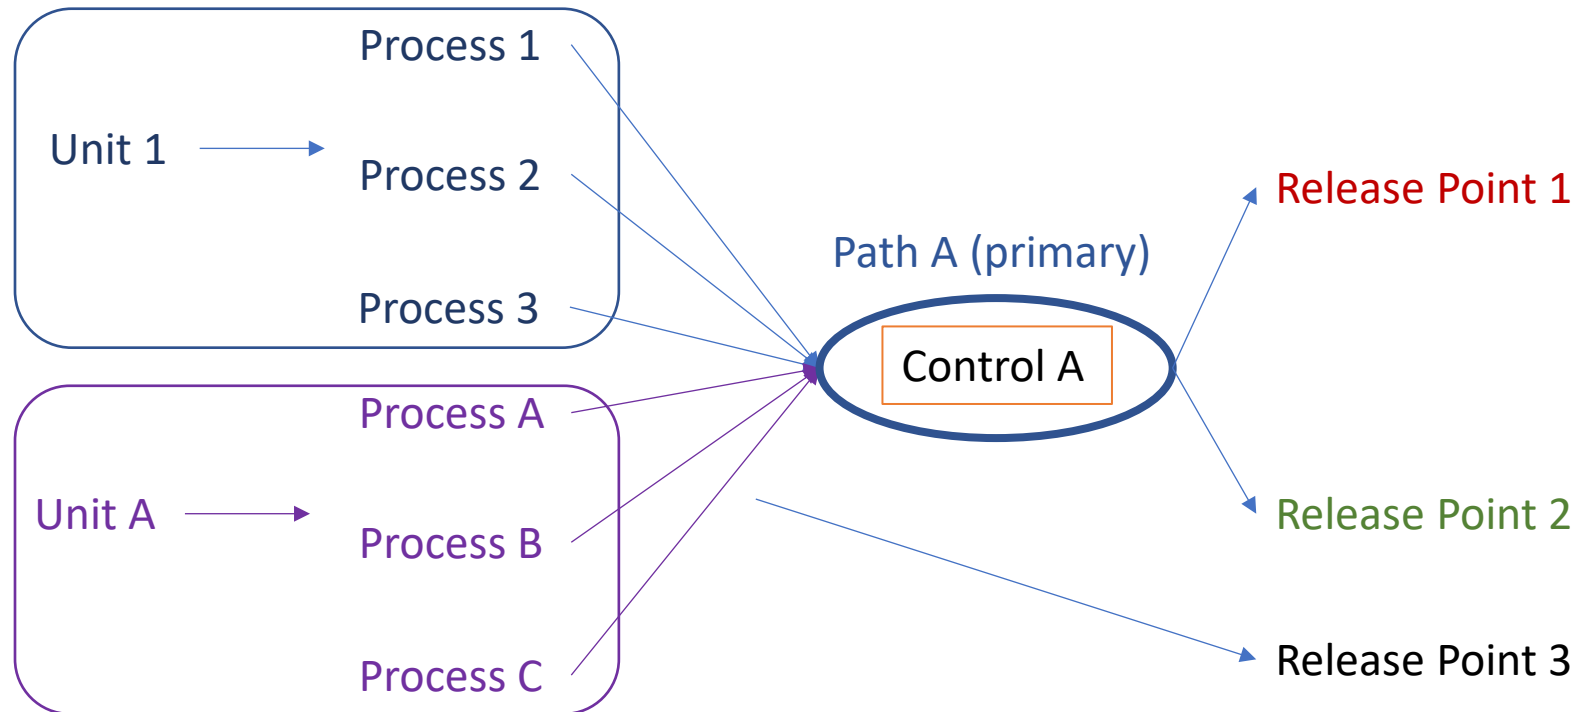 Process 1
Unit 1
Process 2
Process 3
Process A
Unit A
Process B
Process C
Path A (primary)
Control A
Release Point 1
Release Point 2
Release Point 3